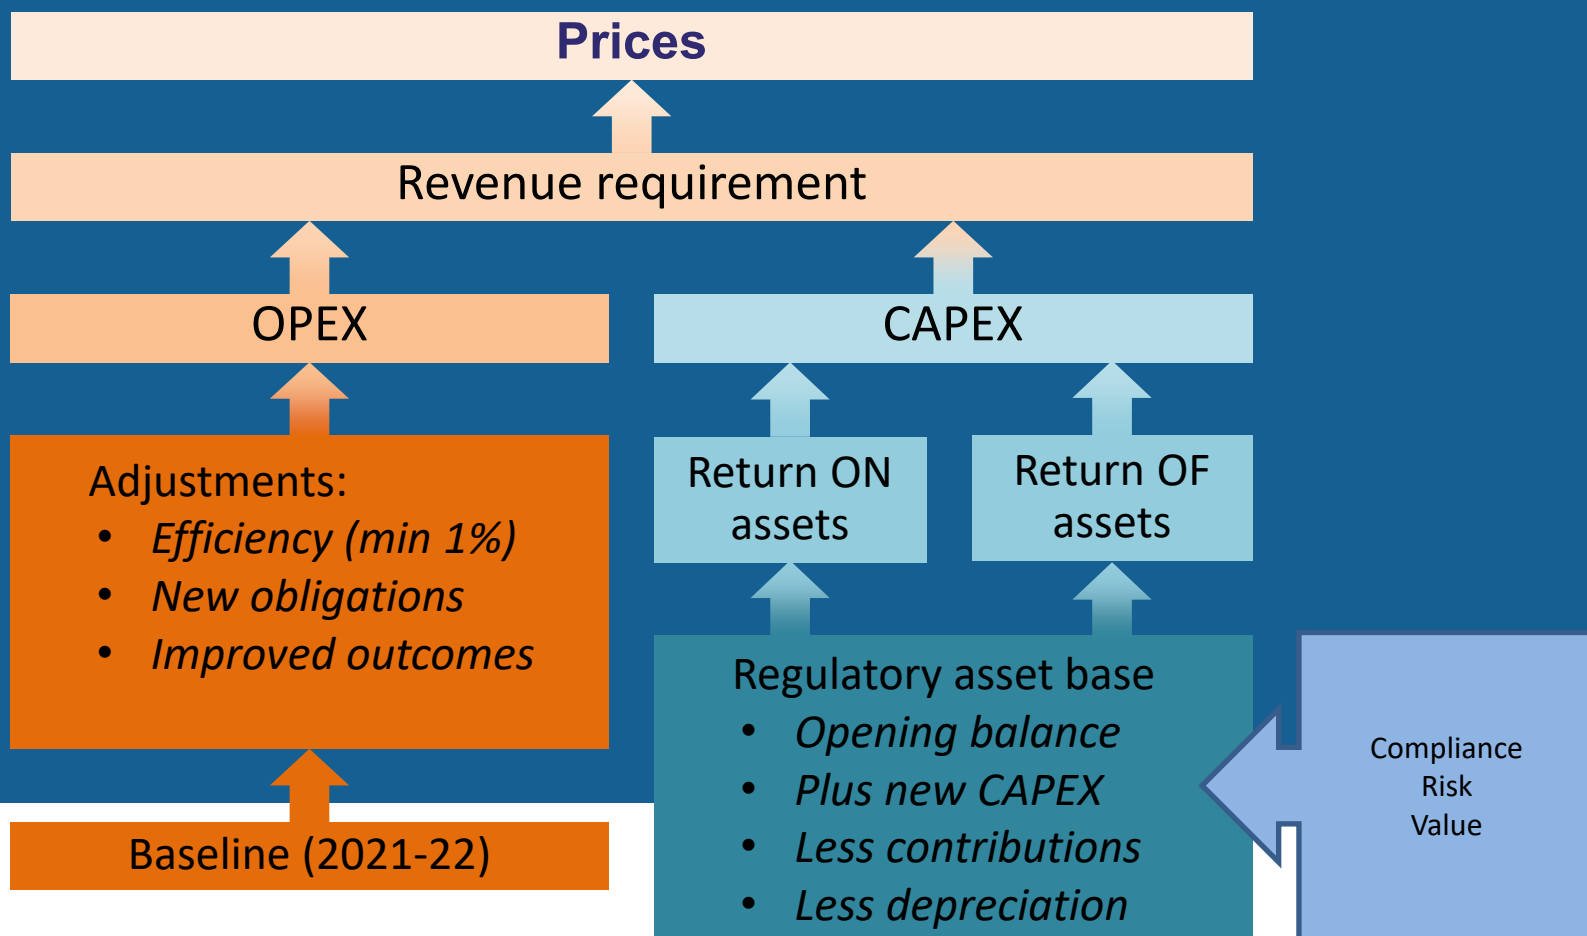 Prices
Revenue requirement
OPEX
CAPEX
Adjustments:
• Efficiency (min 1%)
• New obligations
• Improved outcomes
Return ON
assets
Return OF
assets
Baseline (2021-22)
Regulatory asset base
• Opening balance
• Plus new CAPEX
• Less contributions
• Less depreciation
Compliance
Risk
Value